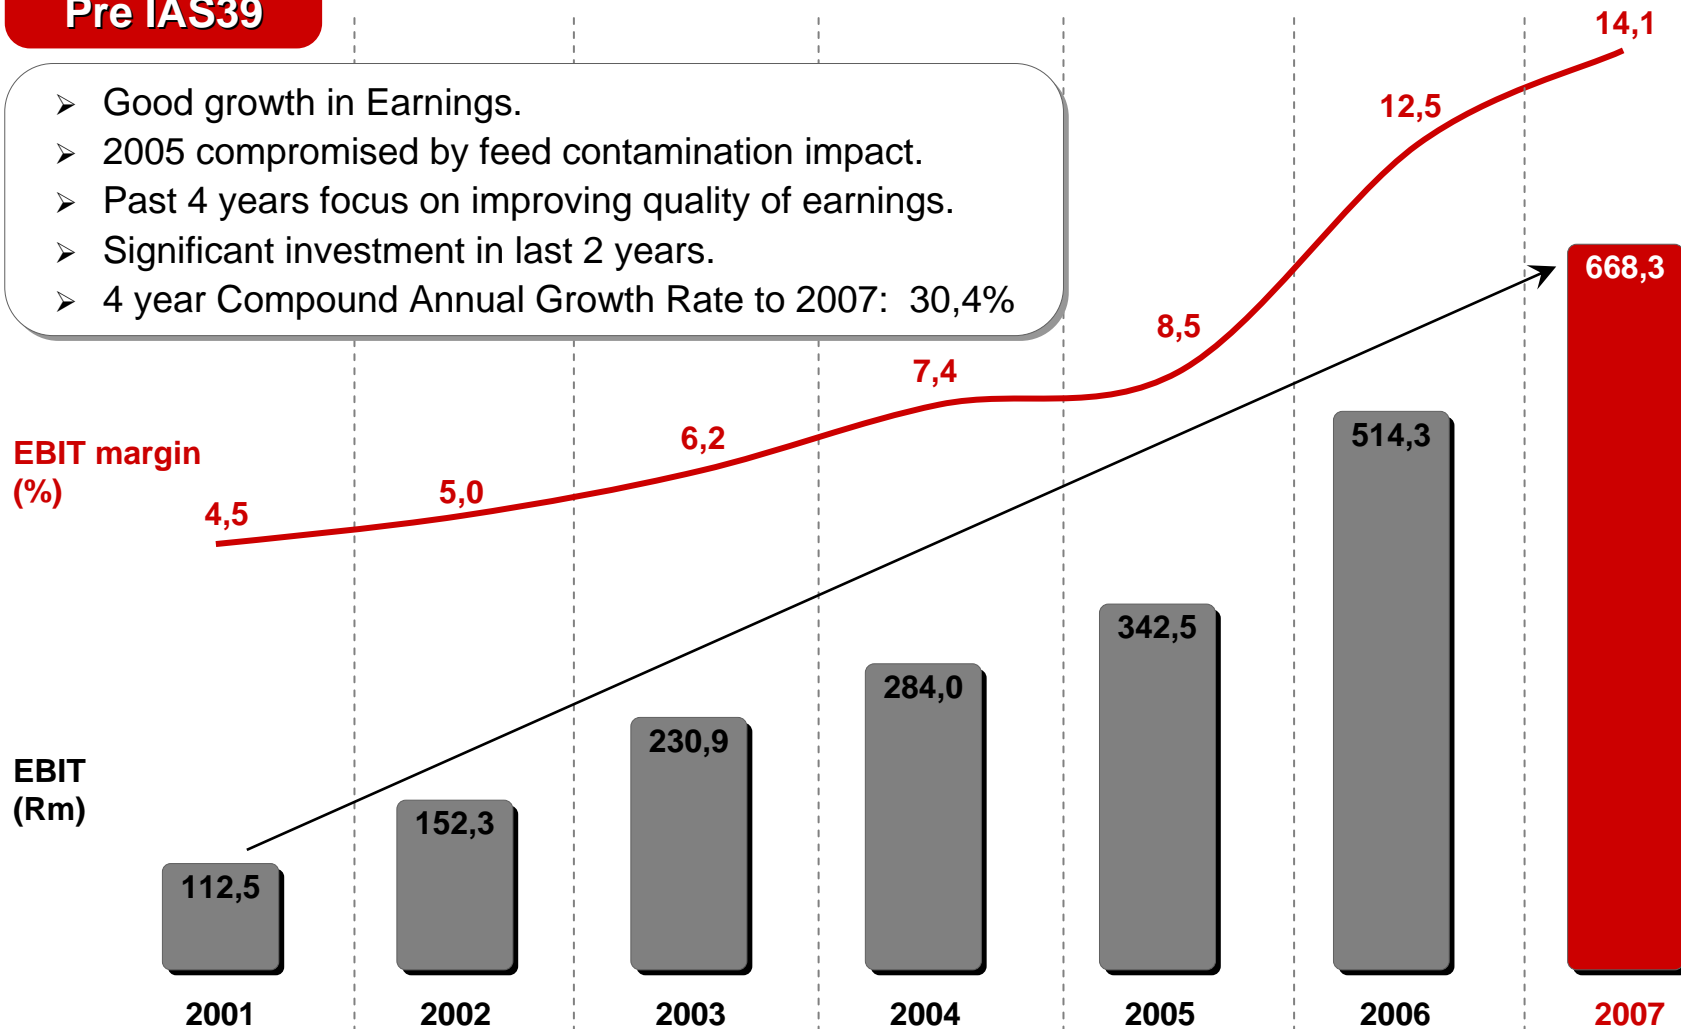 Pre IAS39
➢ Good growth in Earnings.
➢ 2005 compromised by feed contamination impact.
➢ Past 4 years focus on improving quality of earnings.
➢ Significant investment in last 2 years.
➢ 4 year Compound Annual Growth Rate to 2007: 30,4%
EBIT margin
(%)
4,5
5,0
6,2
7,4
8,5
12,5
14,1
EBIT
(Rm)
112,5
152,3
230,9
284,0
342,5
514,3
668,3
2001
2002
2003
2004
2005
2006
2007